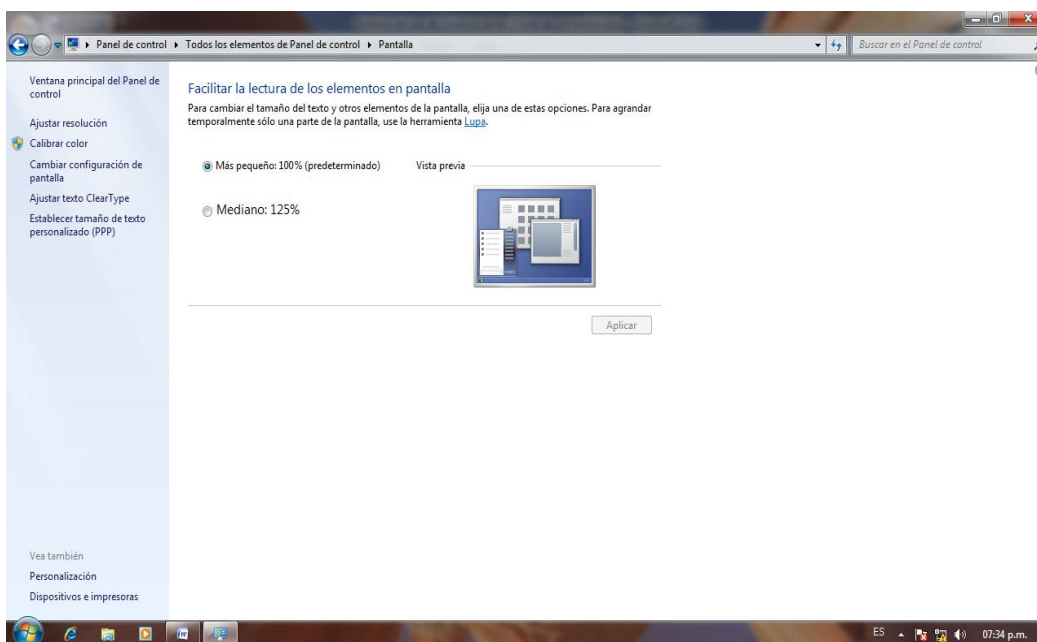 Panel de control ▸ Todos los elementos de Panel de control ▸ Pantalla
Buscar en el Panel de control
Ventana principal del Panel de
control
Ajustar resolución
Calibrar color
Cambiar configuración de
pantalla
Ajustar texto ClearType
Establecer tamaño de texto
personalizado (PPP)
Vea también
Personalización
Dispositivos e impresoras
Facilitar la lectura de los elementos en pantalla
Para cambiar el tamaño del texto y otros elementos de la pantalla, elija una de estas opciones. Para agrandar
temporalmente sólo una parte de la pantalla, use la herramienta Lupa.
Más pequeño: 100% (predeterminado)
Vista previa
Mediano: 125%
Aplicar
ES
07:34 p.m.